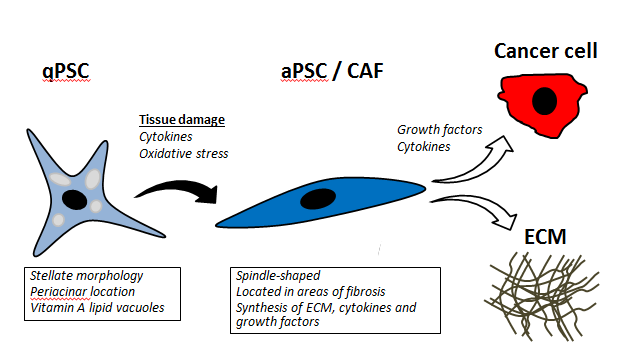 qPSC
aPSC / CAF
Cancer cell
Tissue damage
Cytokines
Oxidative stress
Growth factors
Cytokines
ECM
Stellate morphology
Periacinar location
Vitamin A lipid vacuoles
Spindle-shaped
Located in areas of fibrosis
Synthesis of ECM, cytokines and
growth factors